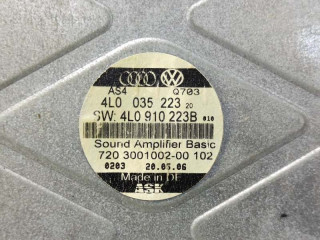 AS4 Q703
4L0 035 223 20
SW: 4L0 910 223B 010
Sound Amplifier Basic
720 3001002-00 102
0203 20.05.06
Made in DE
ASK